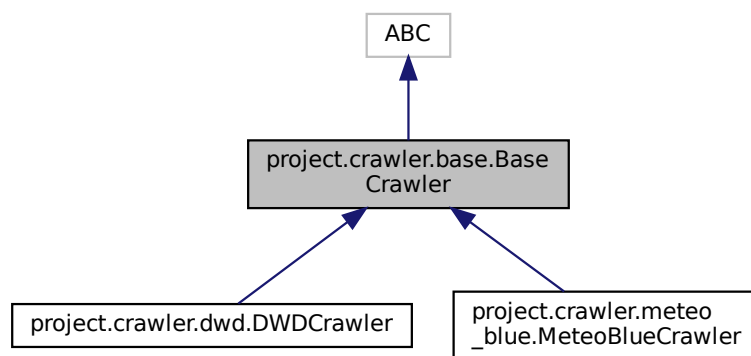 ABC
project.crawler.base.Base
Crawler
project.crawler.dwd.DWDCrawler
project.crawler.meteo
_blue.MeteoBlueCrawler